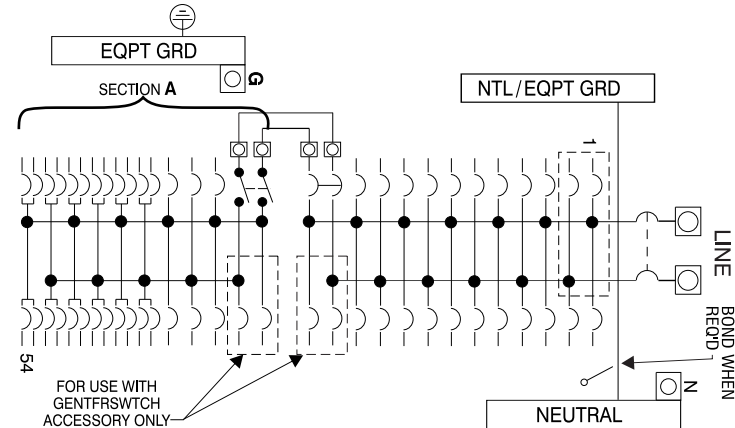 EQPT GRD
G
SECTION A
NTL/EQPT GRD
1
LINE
BOND WHEN
REQ'D
54
FOR USE WITH
GENTFRSWTCH
ACCESSORY ONLY
N
NEUTRAL